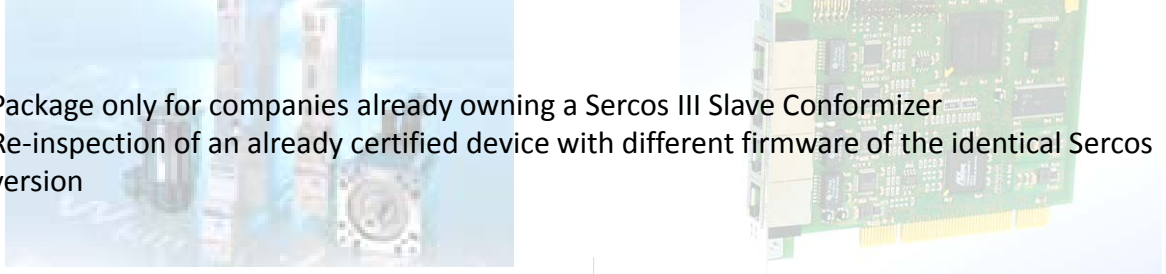 Package only for companies already owning a Sercos III Slave Conformizer
Re-inspection of an already certified device with different firmware of the identical Sercos
version